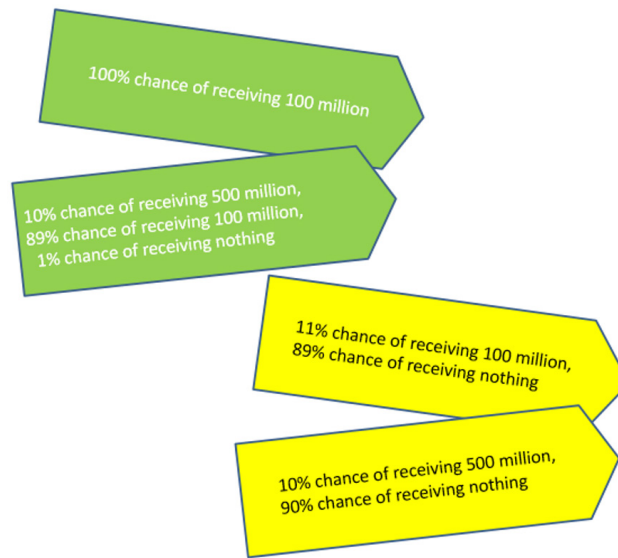 100% chance of receiving 100 million
10% chance of receiving 500 million,
89% chance of receiving 100 million,
1% chance of receiving nothing
11% chance of receiving 100 million,
89% chance of receiving nothing
10% chance of receiving 500 million,
90% chance of receiving nothing